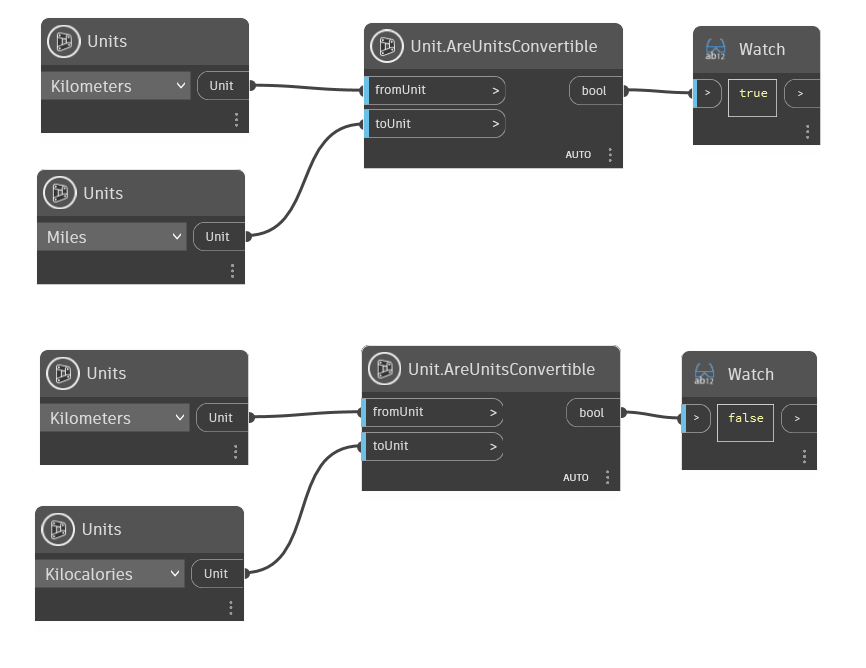 Units
Kilometers
Unit
Unit.AreUnitsConvertible
fromUnit >
bool
toUnit >
AUTO
ab12 Watch
> true >
Units
Miles
Unit
Units
Kilometers
Unit
Unit.AreUnitsConvertible
fromUnit >
bool
toUnit >
AUTO
ab12 Watch
> false >
Units
Kilocalories
Unit